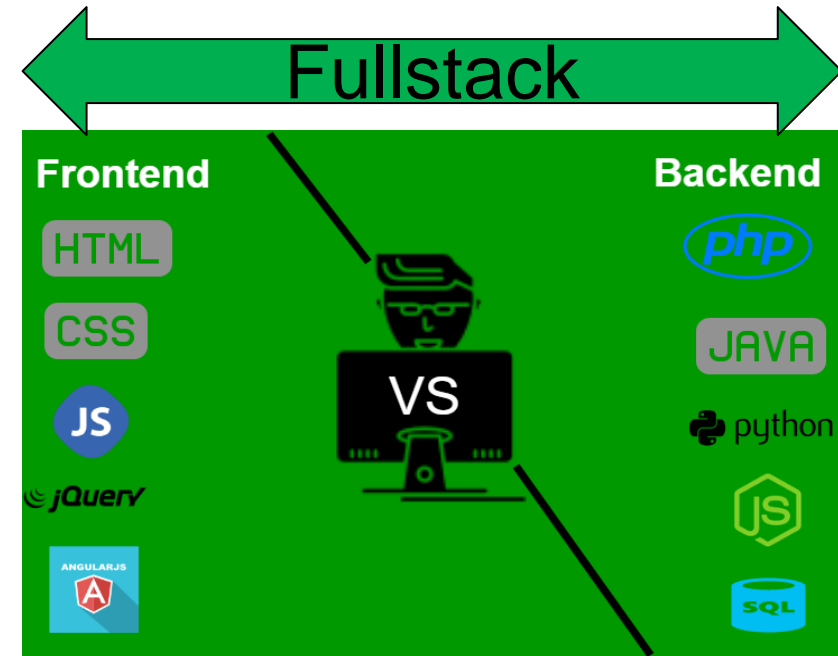 Fullstack
Frontend
HTML
CSS
JS
jQuery
ANGULARJS
A
VS
Backend
php
JAVA
python
JS
SQL